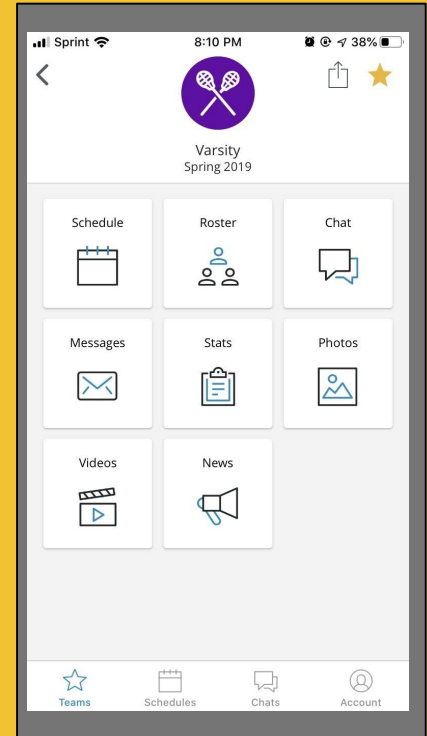 Sprint 8:10 PM 38%
Varsity
Spring 2019
Schedule Roster Chat
Messages Stats Photos
Videos News
Teams Schedules Chats Account